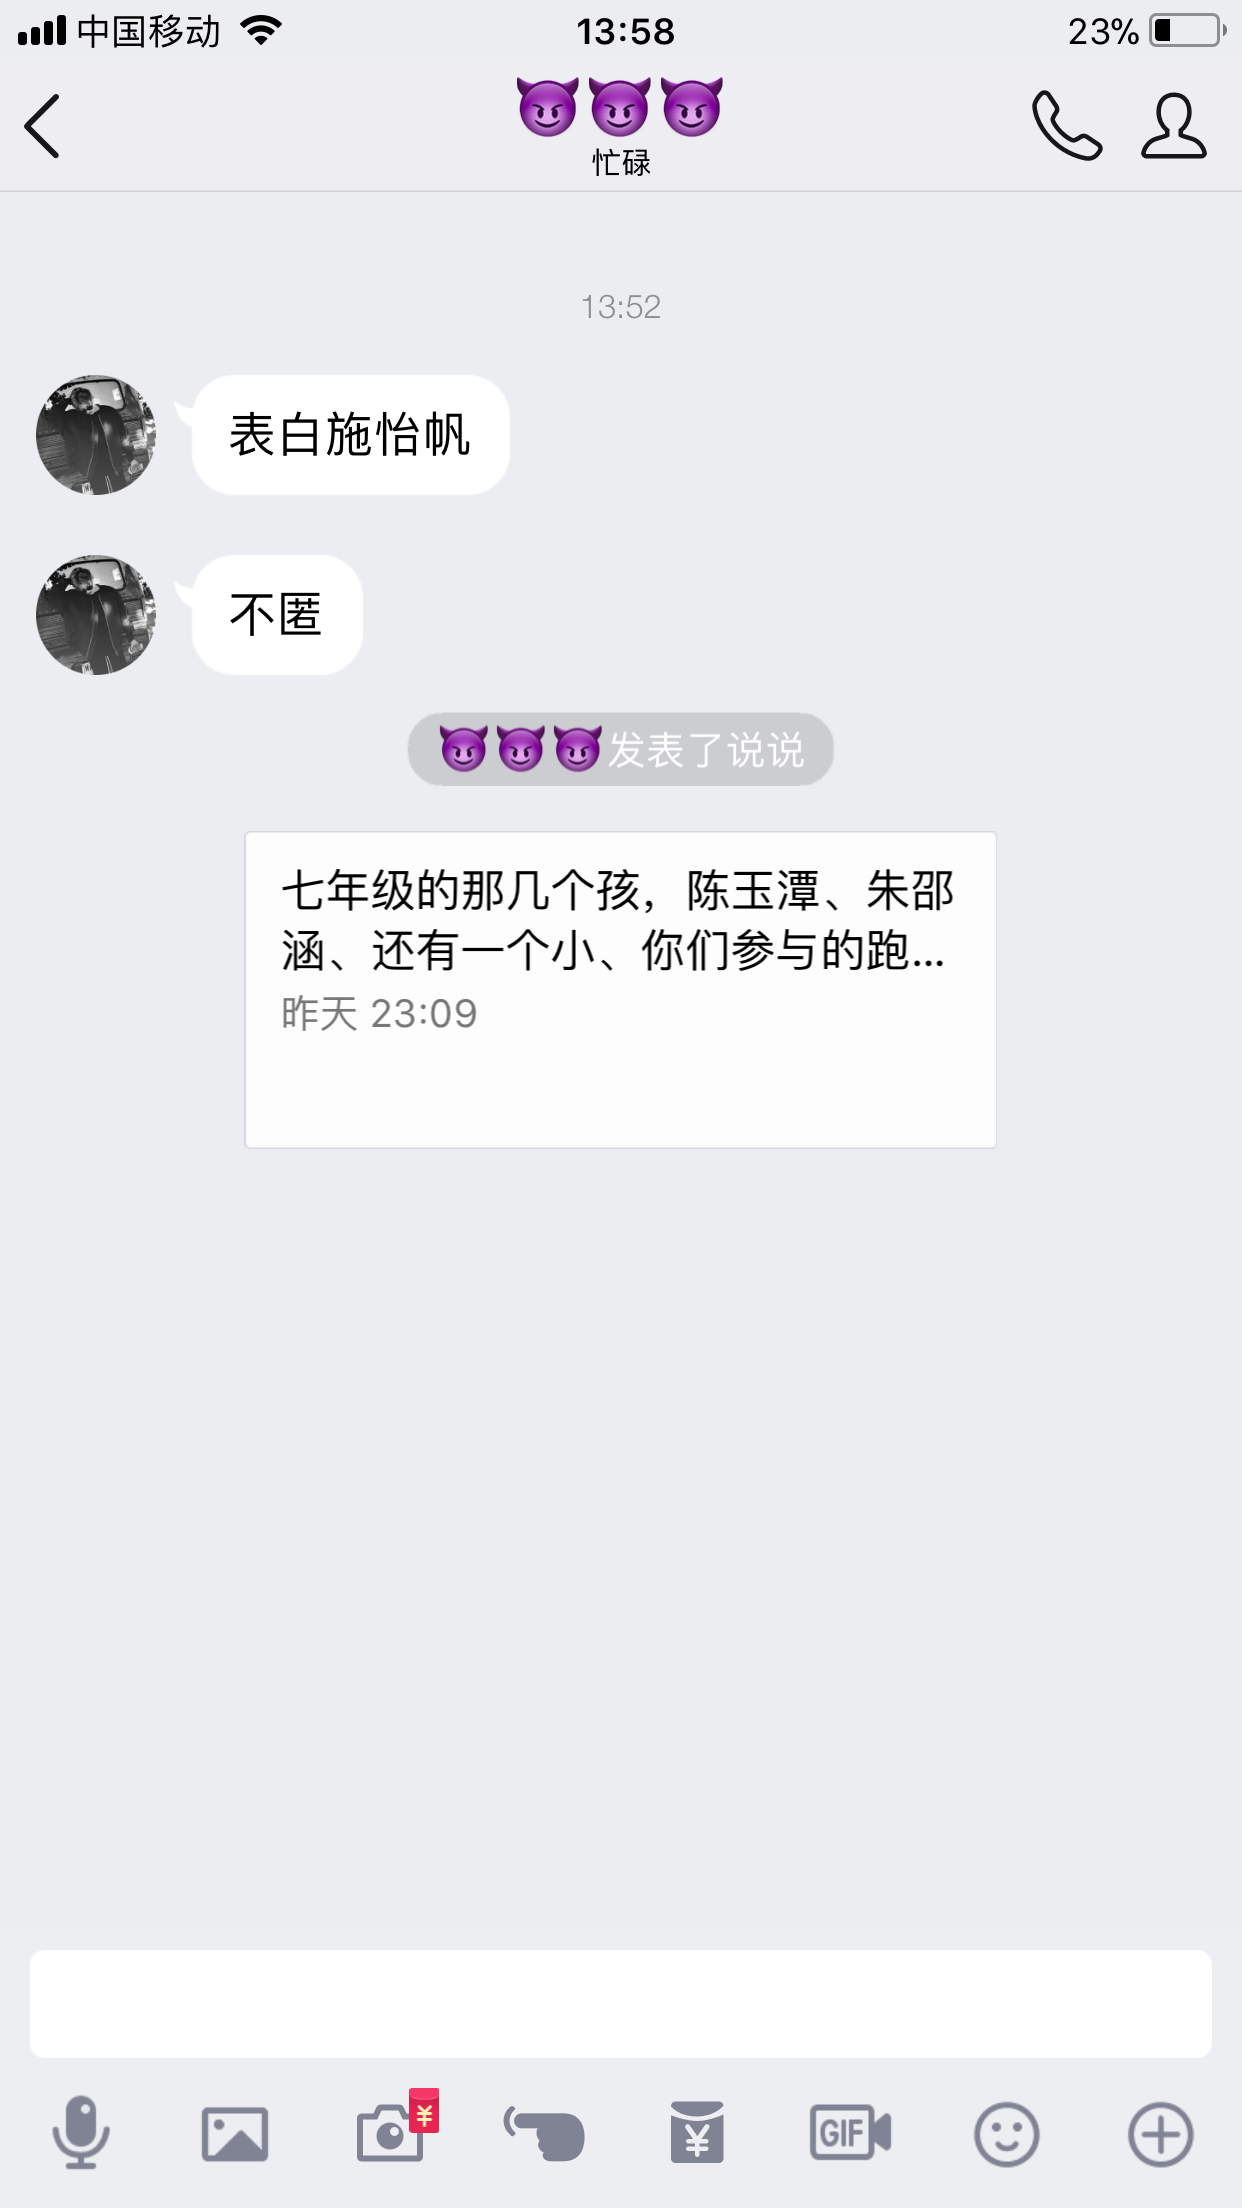 中国移动
13:58
23%
😈😈😈
忙碌
13:52
表白施怡帆
不匿
😈😈😈发表了说说
七年级的那几个孩，陈玉潭、朱邵
涵、还有一个小、你们参与的跑...
昨天 23:09
¥
¥
GIF